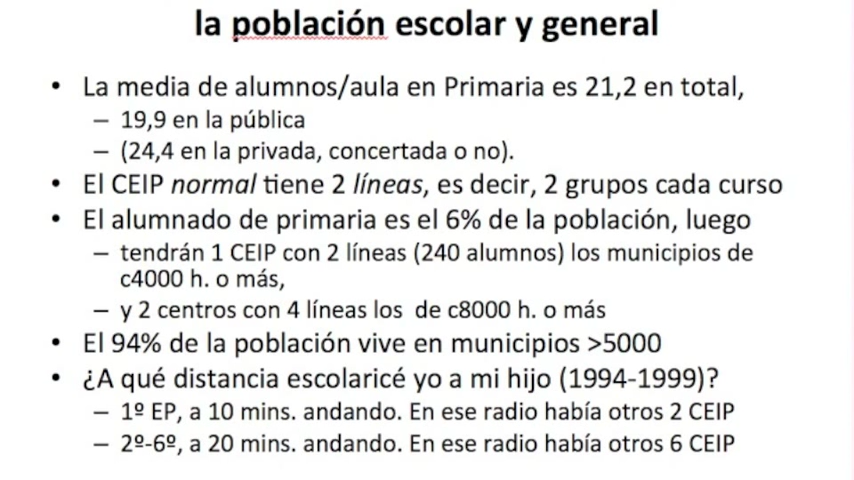 la población escolar y general
• La media de alumnos/aula en Primaria es 21,2 en total,
– 19,9 en la pública
– (24,4 en la privada, concertada o no).
• El CEIP normal tiene 2 líneas, es decir, 2 grupos cada curso
• El alumnado de primaria es el 6% de la población, luego
– tendrán 1 CEIP con 2 líneas (240 alumnos) los municipios de
c4000 h. o más,
– y 2 centros con 4 líneas los de c8000 h. o más
• El 94% de la población vive en municipios >5000
• ¿A qué distancia escolaricé yo a mi hijo (1994-1999)?
– 1º EP, a 10 mins. andando. En ese radio había otros 2 CEIP
– 2º-6º, a 20 mins. andando. En ese radio había otros 6 CEIP